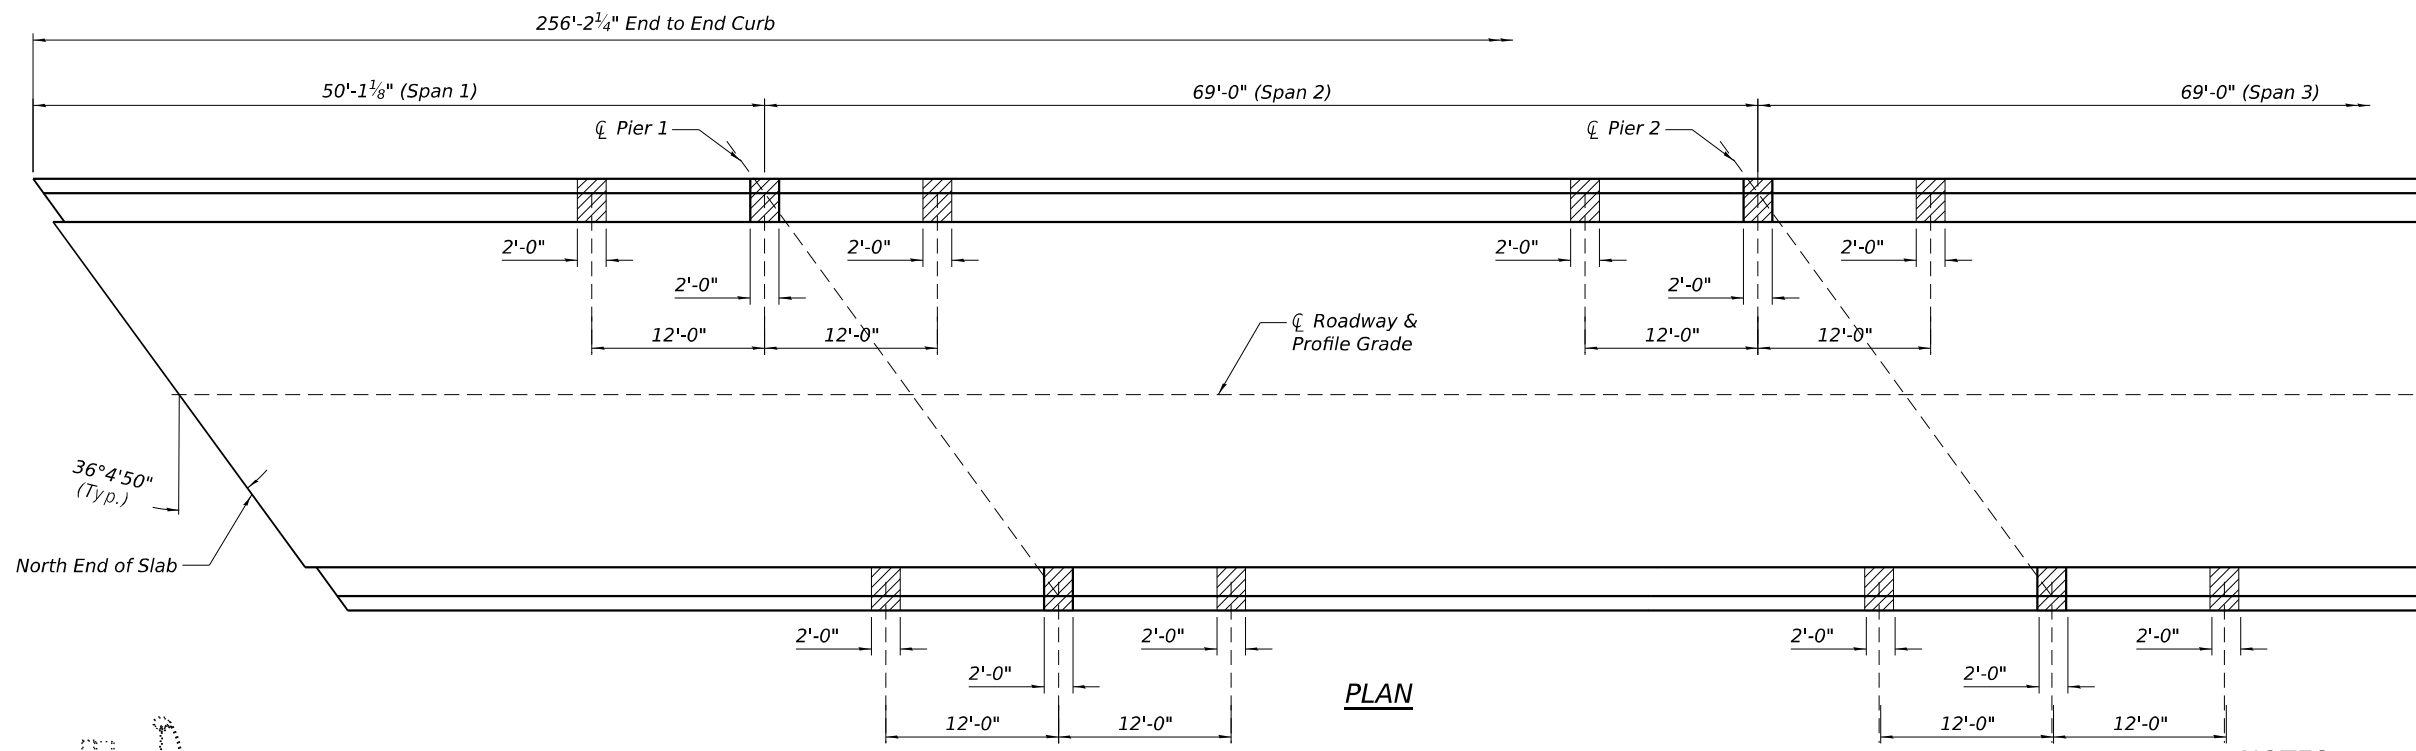 256'-2¼" End to End Curb
50'-1⅛" (Span 1)
69'-0" (Span 2)
69'-0" (Span 3)
℄ Pier 1
℄ Pier 2
2'-0"
2'-0"
2'-0"
2'-0"
2'-0"
2'-0"
12'-0"
12'-0"
12'-0"
12'-0"
℄ Roadway &
Profile Grade
36°4'50"
(Typ.)
North End of Slab
2'-0"
2'-0"
2'-0"
2'-0"
2'-0"
2'-0"
12'-0"
12'-0"
12'-0"
12'-0"
PLAN